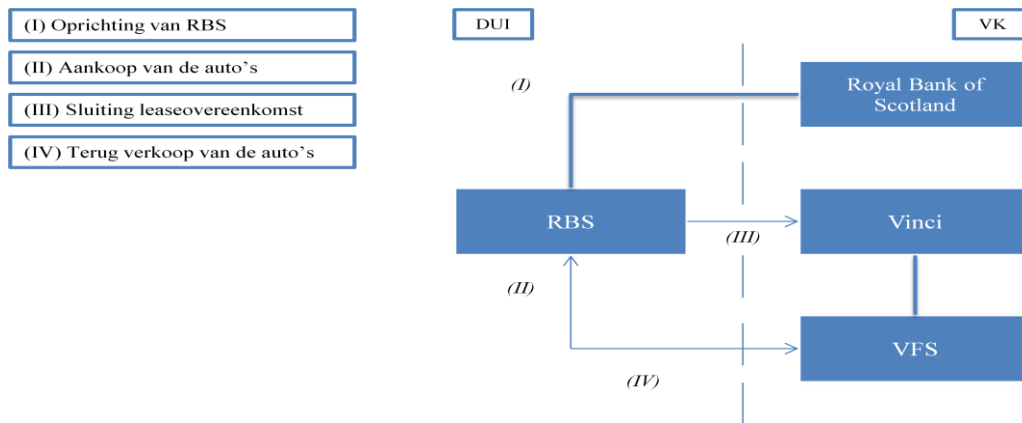 (I) Oprichting van RBS
(II) Aankoop van de auto's
(III) Sluiting leaseovereenkomst
(IV) Terug verkoop van de auto's
DUI
VK
(I)
Royal Bank of
Scotland
RBS
(III)
Vinci
(II)
VFS
(IV)